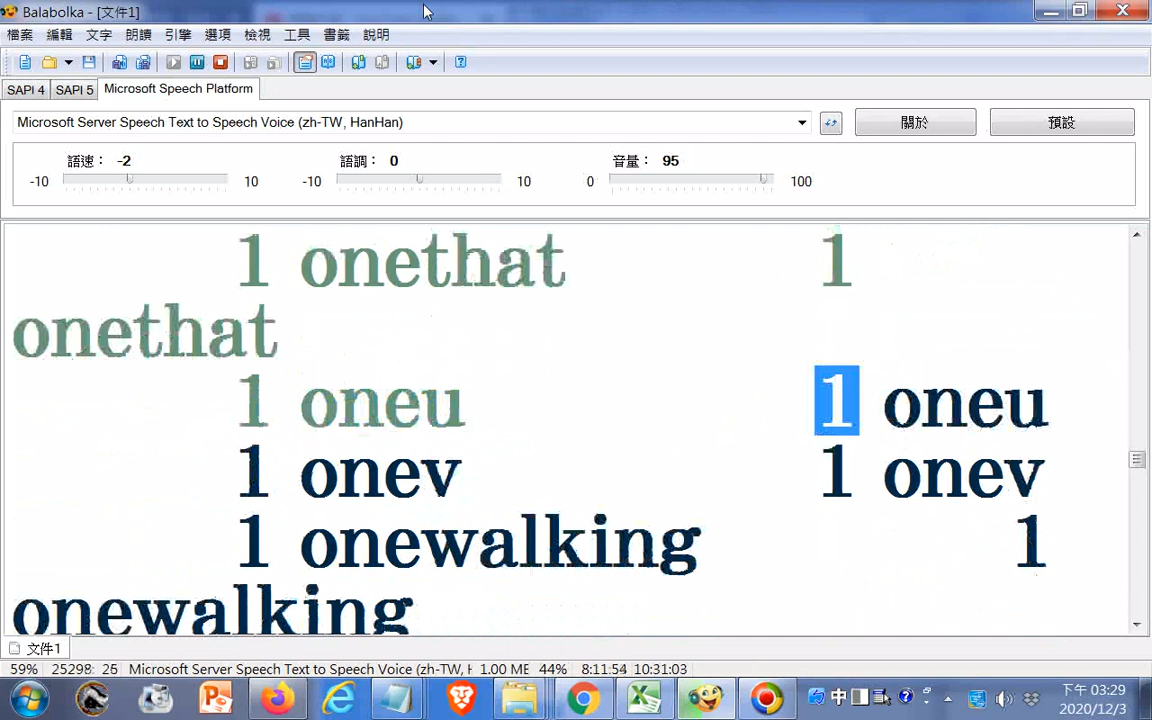 Balabolka - [文件1]
檔案 編輯 文字 朗讀 引擎 選項 檢視 工具 書籤 說明
SAPI 4 SAPI 5 Microsoft Speech Platform
Microsoft Server Speech Text to Speech Voice (zh-TW, HanHan) 關於 預設
語速： -2 語調： 0 音量： 95
-10 10 -10 10 0 100
1 onethat 1
onethat
1 oneu 1 oneu
1 onev 1 onev
1 onewalking 1
onewalking
文件1
59% 25298: 25 Microsoft Server Speech Text to Speech Voice (zh-TW, H 1.00 ME 44% 8:11:54 10:31:03
中 下午 03:29
2020/12/3